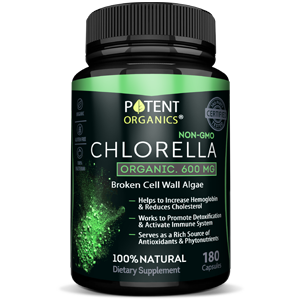 POTENT
ORGANICS®
NON-GMO
CHLORELLA
ORGANIC, 600 MG
Broken Cell Wall Algae
- Helps to Increase Hemoglobin
& Reduces Cholesterol
- Works to Promote Detoxification
& Activate Immune System
- Serves as a Rich Source of
Antioxidants & Phytonutrients
100% NATURAL
Dietary Supplement
180
Capsules
CERTIFIED